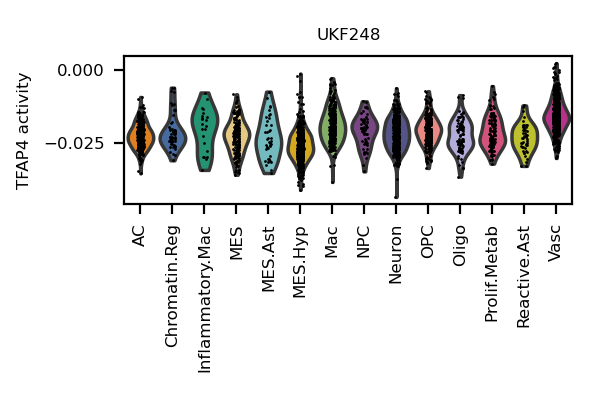 UKF248
TFAP4 activity
0.000
−0.025
AC
Chromatin.Reg
Inflammatory.Mac
MES
MES.Ast
MES.Hyp
Mac
NPC
Neuron
OPC
Oligo
Prolif.Metab
Reactive.Ast
Vasc